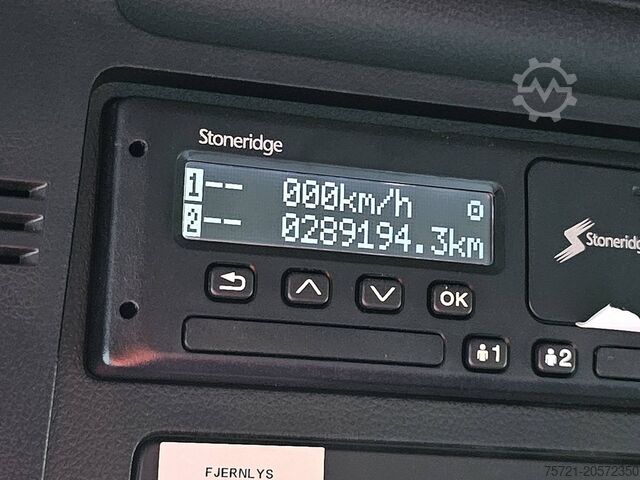 Stoneridge
1-- 000km/h
2-- 0289194.3km
Stoneridge
OK
1
2
FJERNLYS
75721-20572350